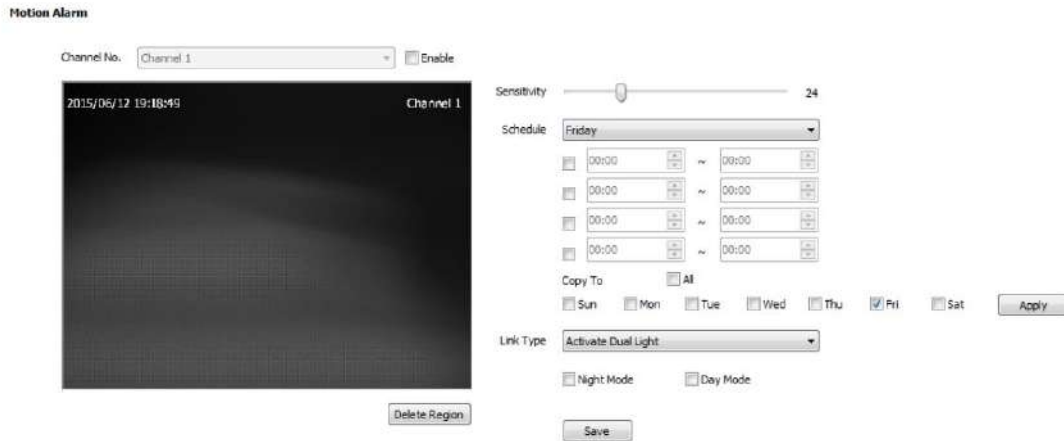 Motion Alarm
Channel No. Channel 1 Enable
2015/06/12 19:18:49 Channel 1
Sensitivity 24
Schedule Friday
00:00 ~ 00:00
00:00 ~ 00:00
00:00 ~ 00:00
00:00 ~ 00:00
Copy To All
Sun Mon Tue Wed Thu Fri Sat Apply
Link Type Activate Dual Light
Night Mode Day Mode
Delete Region
Save